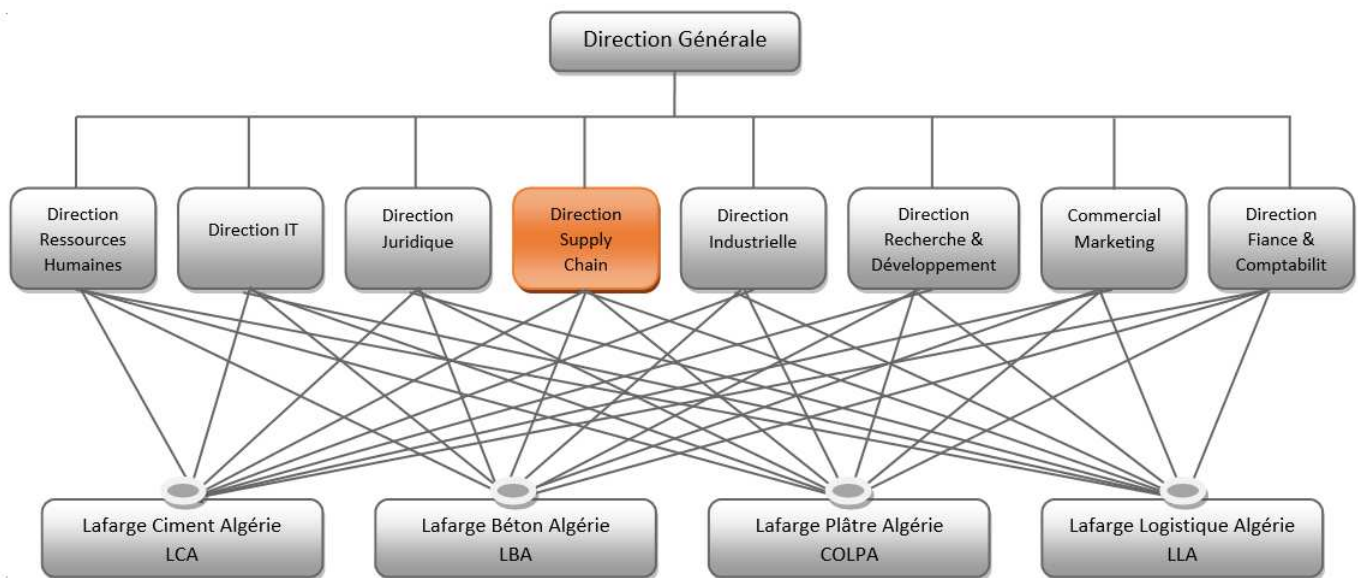 Direction Générale
Direction
Ressources
Humaines
Direction IT
Direction
Juridique
Direction
Supply
Chain
Direction
Industrielle
Direction
Recherche &
Développement
Commercial
Marketing
Direction
Fiance &
Comptabilit
Lafarge Ciment Algérie
LCA
Lafarge Béton Algérie
LBA
Lafarge Plâtre Algérie
COLPA
Lafarge Logistique Algérie
LLA